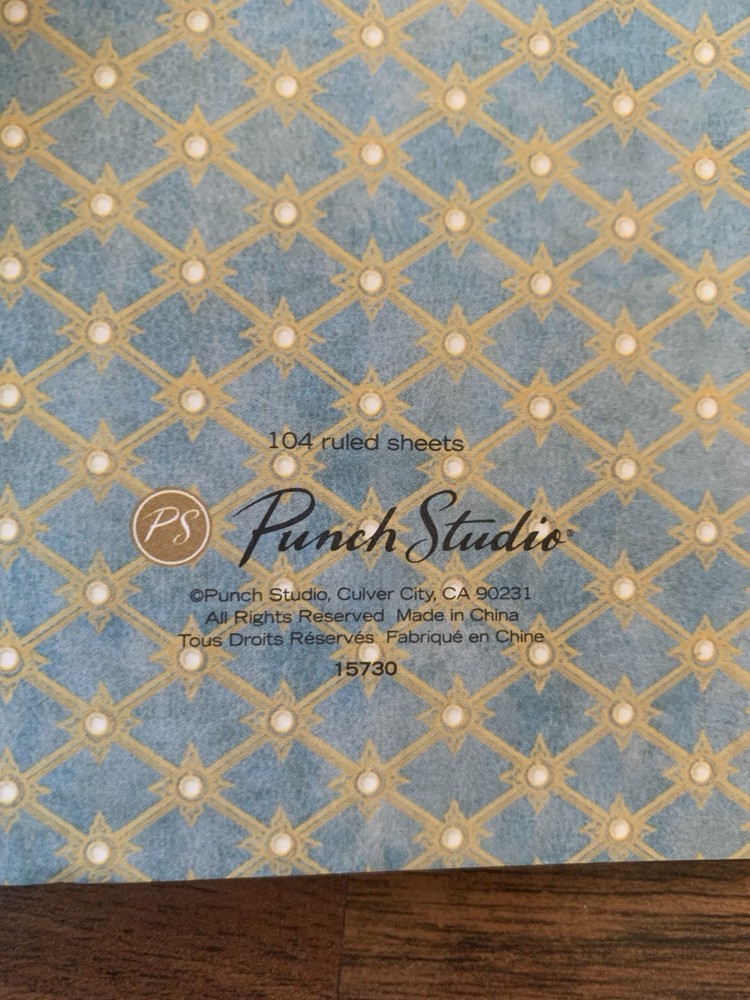 104 ruled sheets
PS
Punch Studio®
©Punch Studio, Culver City, CA 90231
All Rights Reserved Made in China
Tous Droits Réservés Fabriqué en Chine
15730